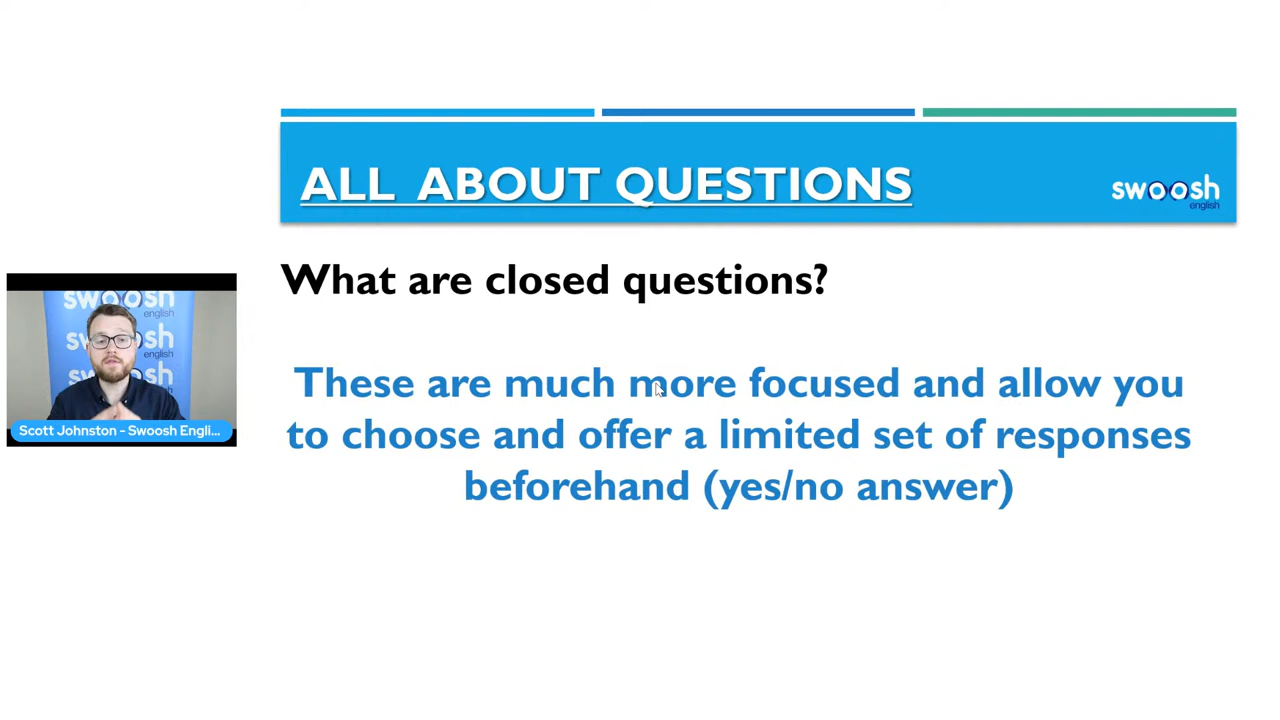 ALL ABOUT QUESTIONS
swoosh
english
What are closed questions?
swoosh
english
swoosh
english
swoosh
Scott Johnston - Swoosh Engli...
These are much more focused and allow you
to choose and offer a limited set of responses
beforehand (yes/no answer)